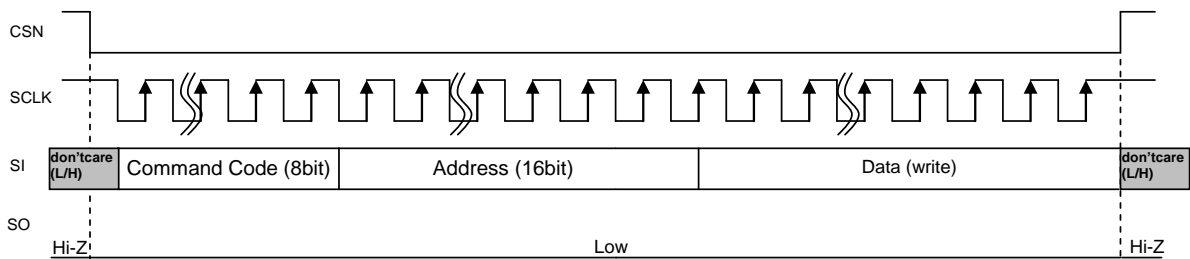 CSN
SCLK
SI
don'tcare
(L/H)
Command Code (8bit)
Address (16bit)
Data (write)
don'tcare
(L/H)
SO
Hi-Z
Low
Hi-Z